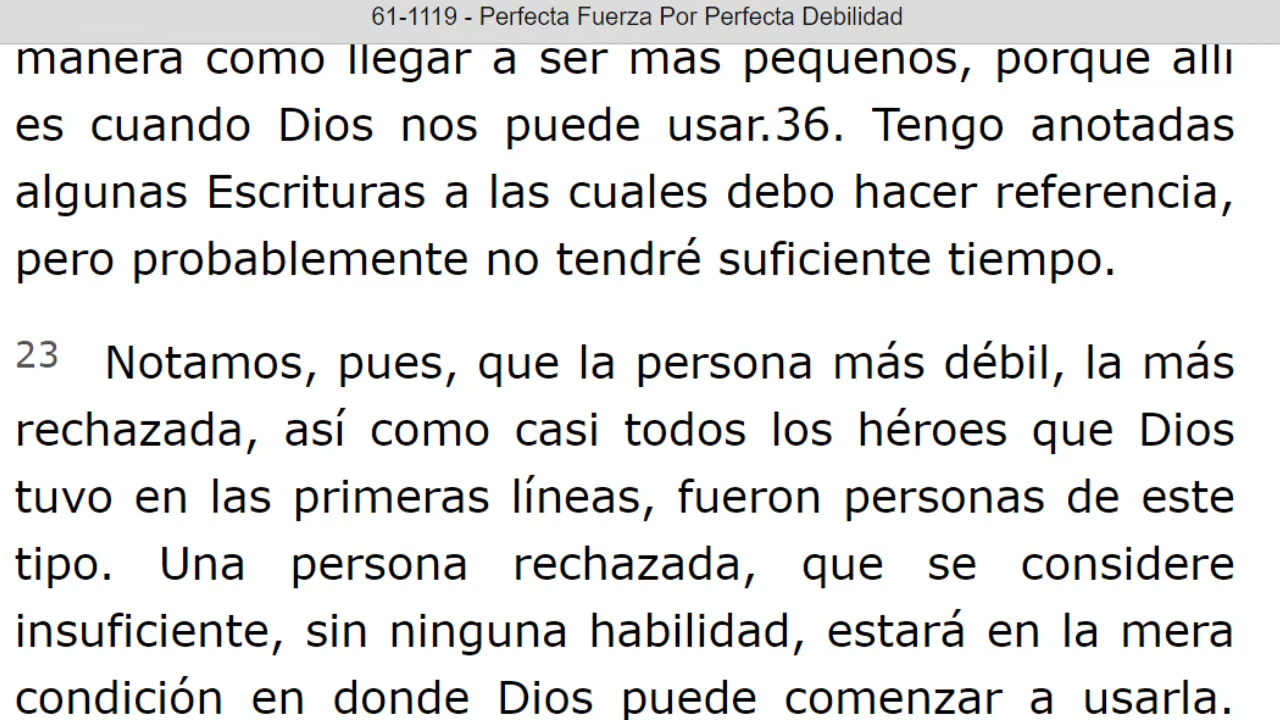 61-1119 - Perfecta Fuerza Por Perfecta Debilidad
manera como llegar a ser más pequeños, porque allí
es cuando Dios nos puede usar.36. Tengo anotadas
algunas Escrituras a las cuales debo hacer referencia,
pero probablemente no tendré suficiente tiempo.
23 Notamos, pues, que la persona más débil, la más
rechazada, así como casi todos los héroes que Dios
tuvo en las primeras líneas, fueron personas de este
tipo. Una persona rechazada, que se considere
insuficiente, sin ninguna habilidad, estará en la mera
condición en donde Dios puede comenzar a usarla.